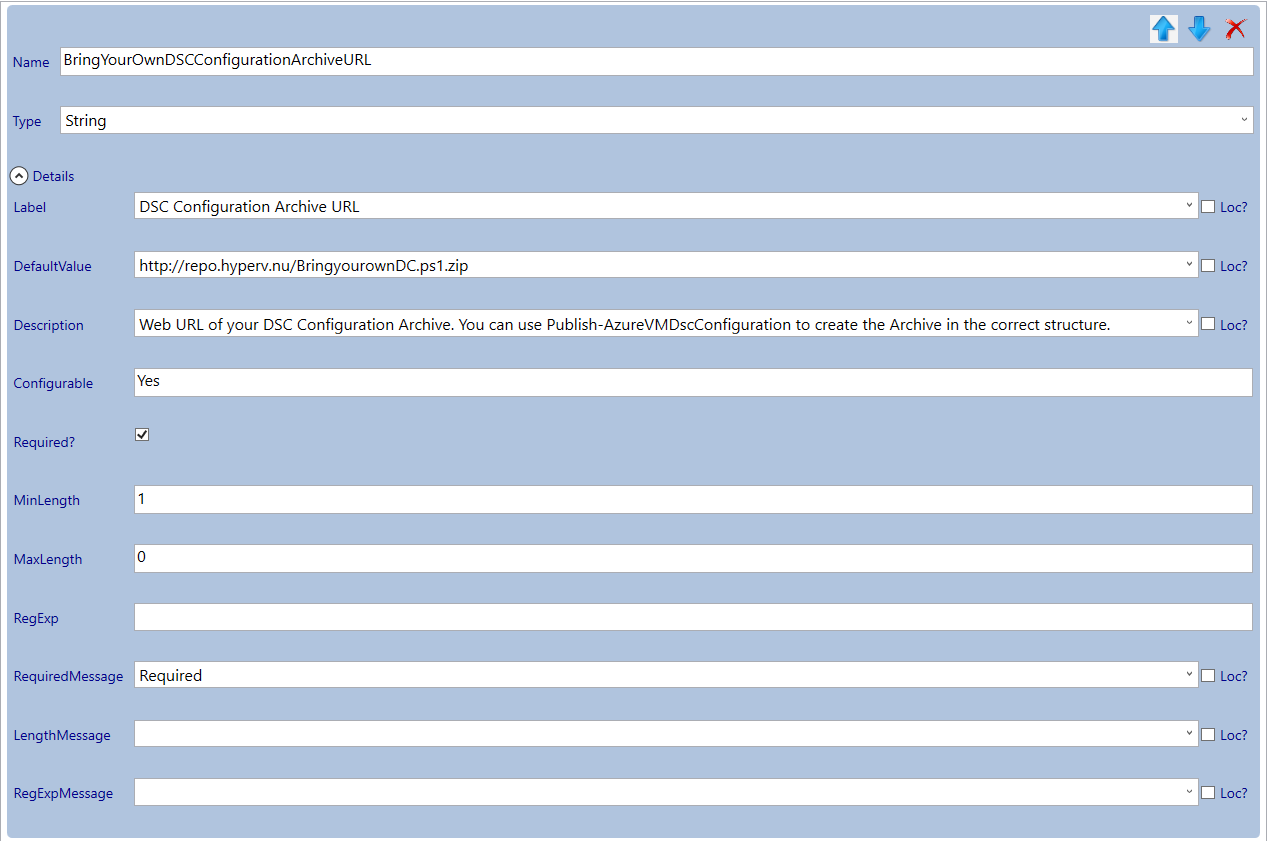 Name BringYourOwnDSCConfigurationArchiveURL
Type String
Details
Label DSC Configuration Archive URL Loc?
DefaultValue http://repo.hyperv.nu/BringyourownDC.ps1.zip Loc?
Description Web URL of your DSC Configuration Archive. You can use Publish-AzureVMDscConfiguration to create the Archive in the correct structure. Loc?
Configurable Yes
Required?
MinLength 1
MaxLength 0
RegExp
RequiredMessage Required Loc?
LengthMessage Loc?
RegExpMessage Loc?